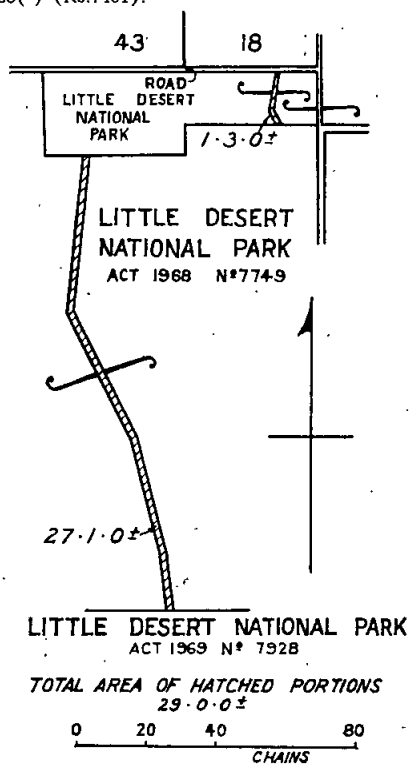 43 18
ROAD
LITTLE DESERT
NATIONAL
PARK
1·3·0±
LITTLE DESERT
NATIONAL PARK
ACT 1968 Nº7749
27·1·0±
LITTLE DESERT NATIONAL PARK
ACT 1969 Nº 7928
TOTAL AREA OF HATCHED PORTIONS
29·0·0±
0 20 40 80
CHAINS